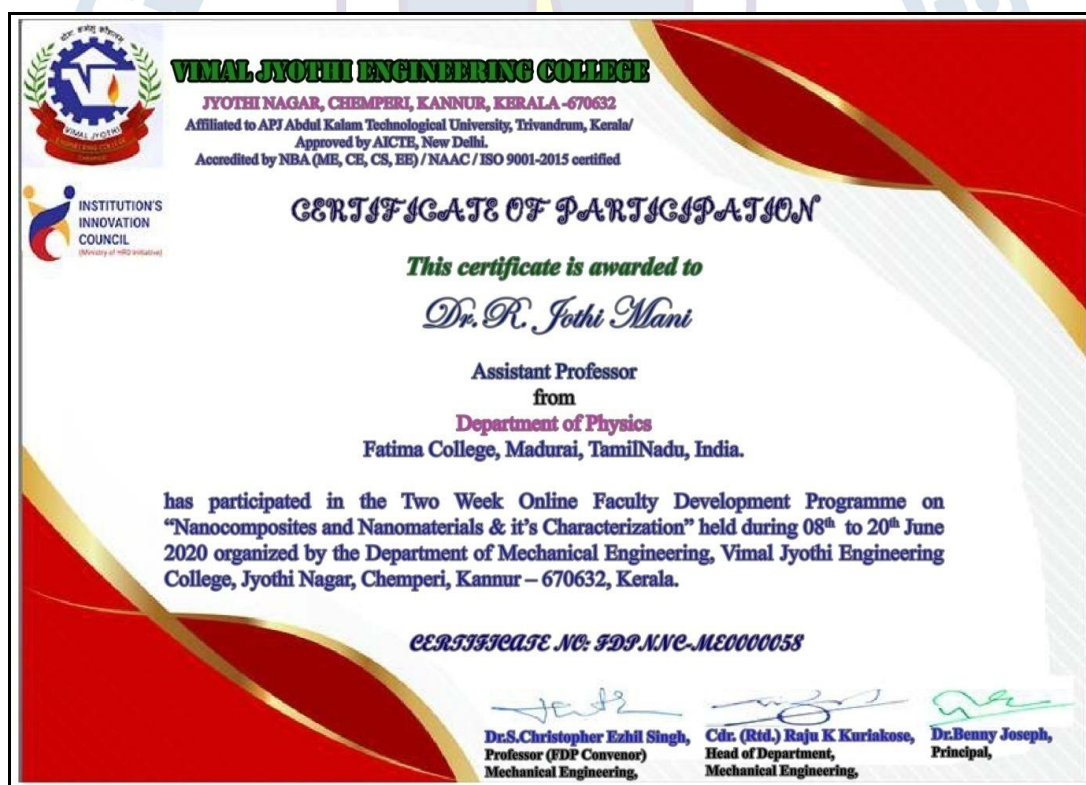 VIMAL JYOTHI
ENGINEERING COLLEGE
CHEMPERI
VIMAL JYOTHI ENGINEERING COLLEGE
JYOTHI NAGAR, CHEMPERI, KANNUR, KERALA -670632
Affiliated to APJ Abdul Kalam Technological University, Trivandrum, Kerala/
Approved by AICTE, New Delhi.
Accredited by NBA (ME, CE, CS, EE) / NAAC / ISO 9001-2015 certified
INSTITUTION'S
INNOVATION
COUNCIL
(Ministry of HRD Initiative)
CERTIFICATE OF PARTICIPATION
This certificate is awarded to
Dr. R. Jothi Mani
Assistant Professor
from
Department of Physics
Fatima College, Madurai, TamilNadu, India.
has participated in the Two Week Online Faculty Development Programme on
“Nanocomposites and Nanomaterials & it’s Characterization” held during 08th to 20th June
2020 organized by the Department of Mechanical Engineering, Vimal Jyothi Engineering
College, Jyothi Nagar, Chemperi, Kannur – 670632, Kerala.
CERTIFICATE NO: FDPNNC-ME0000058
Dr.S.Christopher Ezhil Singh,
Professor (FDP Convenor)
Mechanical Engineering,
Cdr. (Rtd.) Raju K Kuriakose,
Head of Department,
Mechanical Engineering,
Dr.Benny Joseph,
Principal,